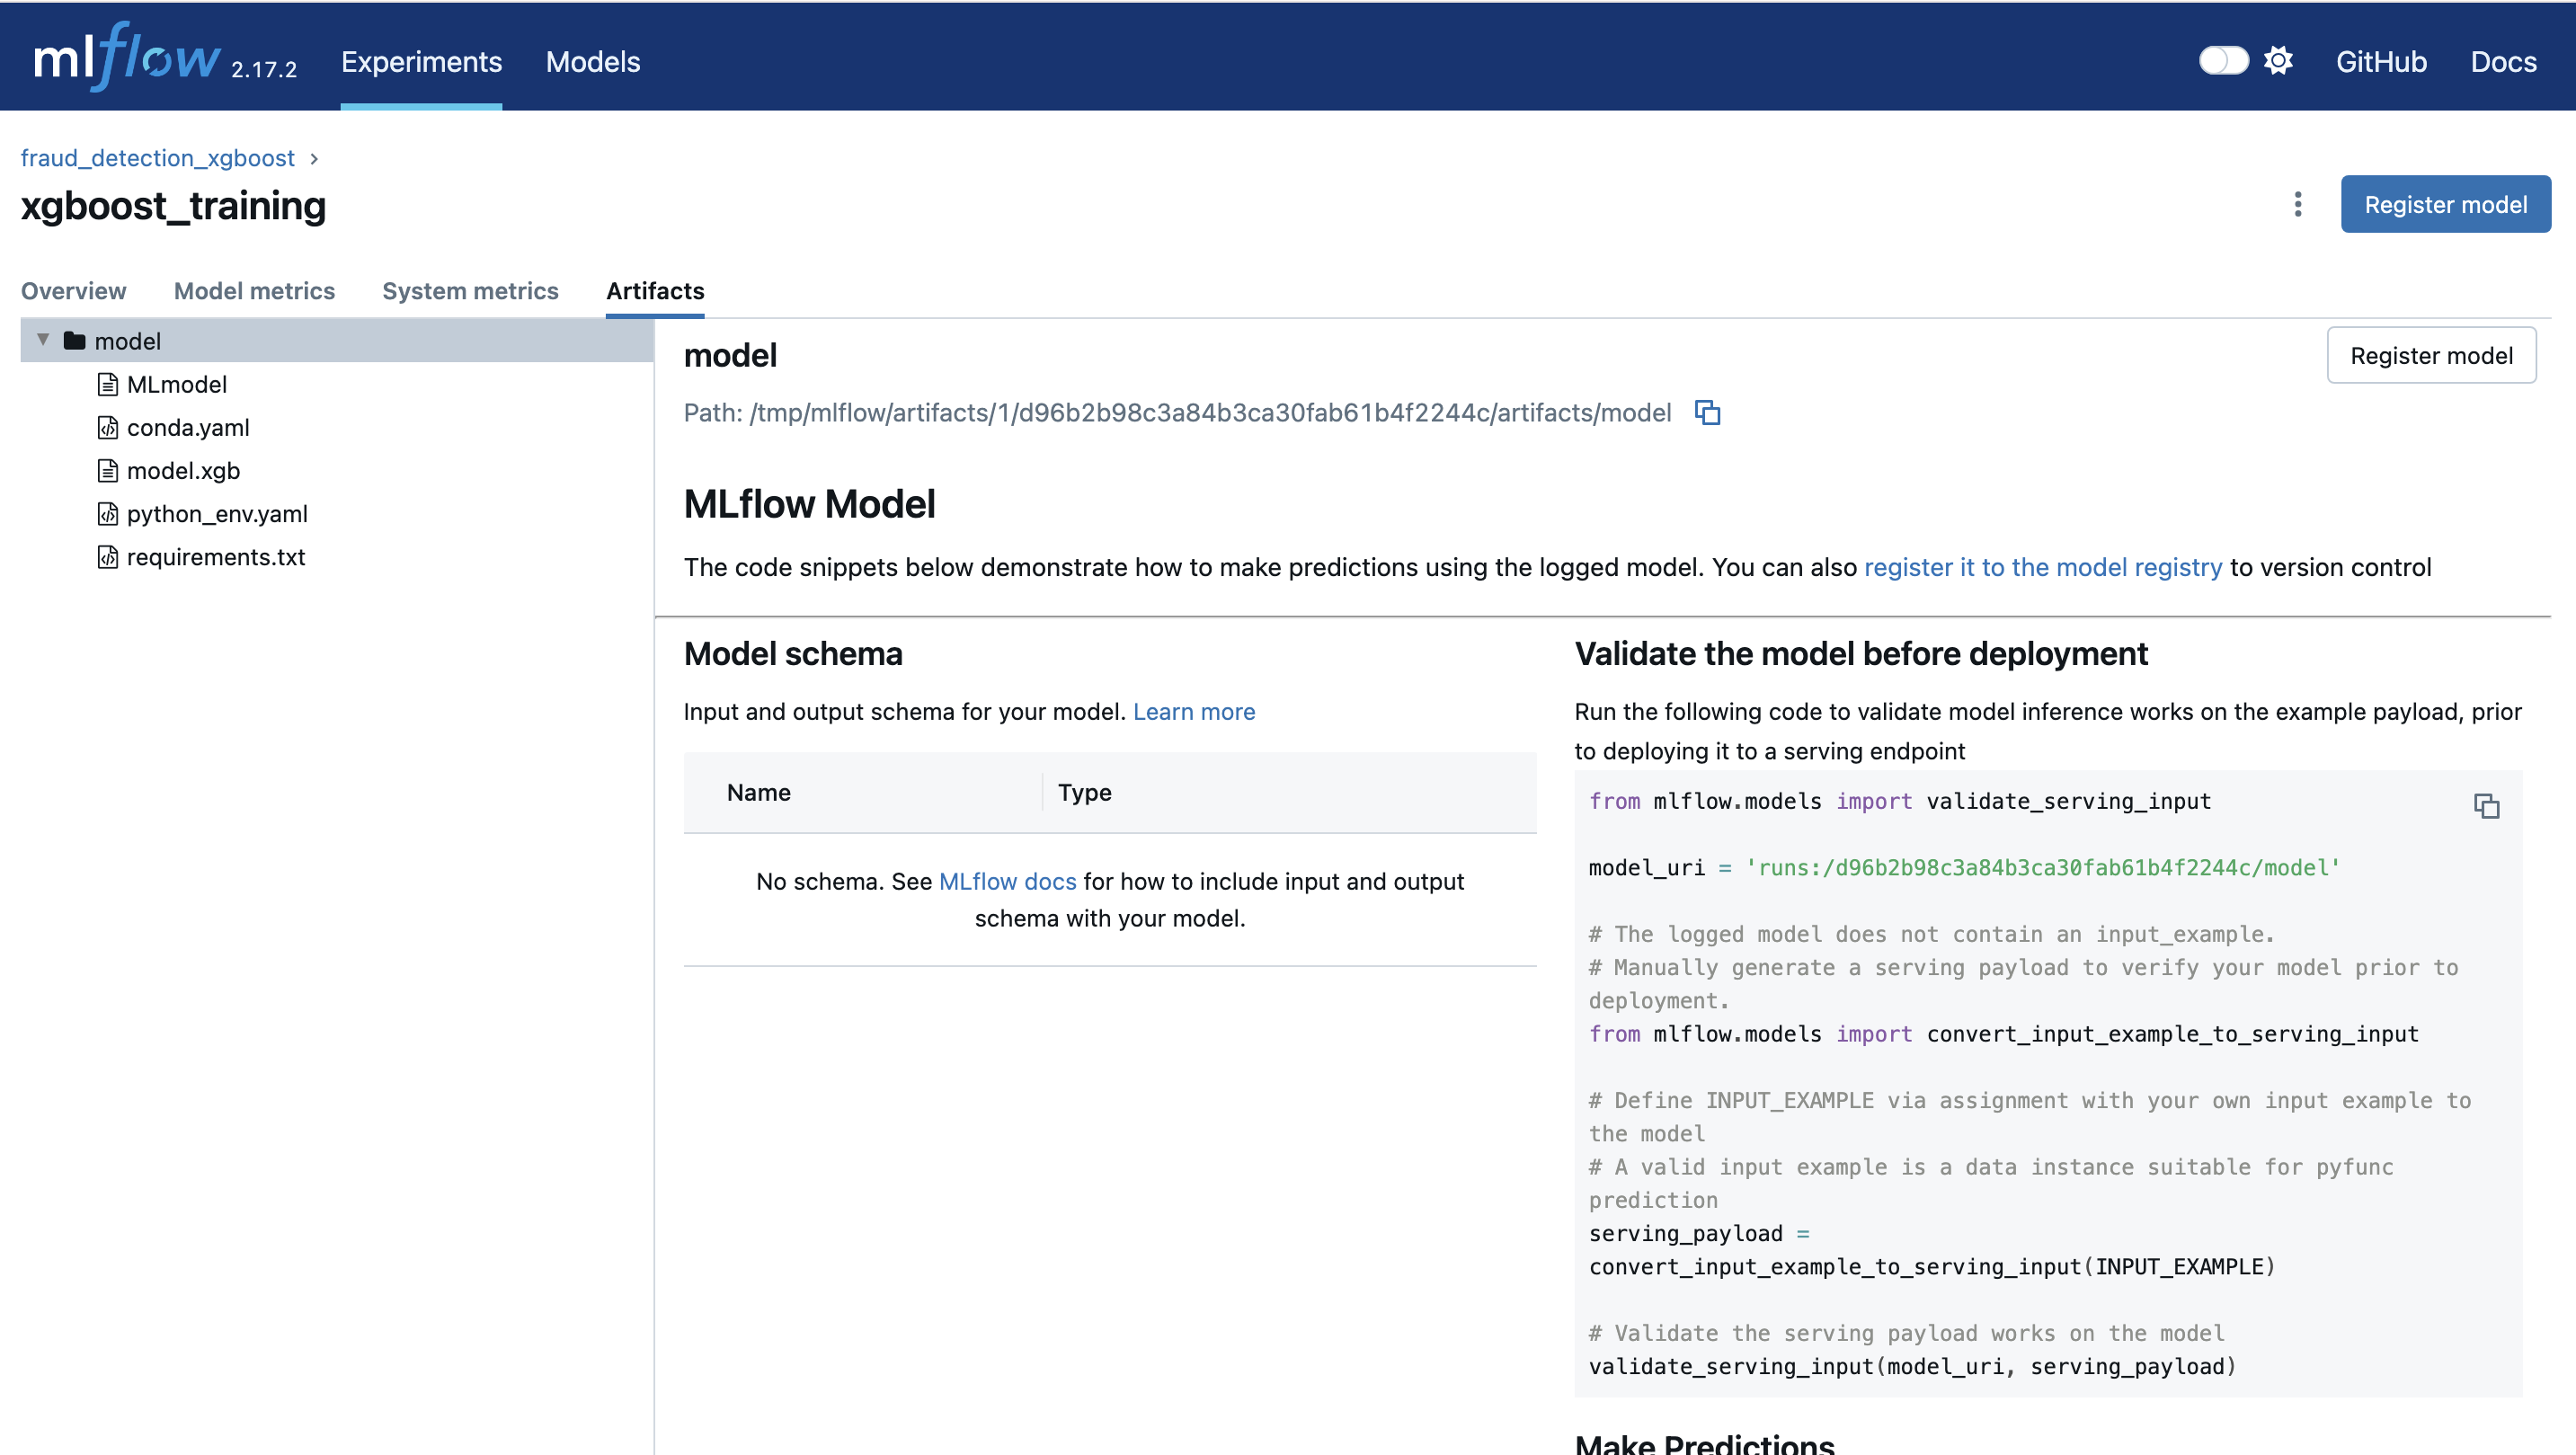 mlflow 2.17.2 Experiments Models GitHub Docs
fraud_detection_xgboost ›
xgboost_training
Register model
Overview Model metrics System metrics Artifacts
model
MLmodel
conda.yaml
model.xgb
python_env.yaml
requirements.txt
model
Register model
Path: /tmp/mlflow/artifacts/1/d96b2b98c3a84b3ca30fab61b4f2244c/artifacts/model
MLflow Model
The code snippets below demonstrate how to make predictions using the logged model. You can also register it to the model registry to version control
Model schema
Input and output schema for your model. Learn more
Name Type
No schema. See MLflow docs for how to include input and output
schema with your model.
Validate the model before deployment
Run the following code to validate model inference works on the example payload, prior
to deploying it to a serving endpoint
from mlflow.models import validate_serving_input
model_uri = 'runs:/d96b2b98c3a84b3ca30fab61b4f2244c/model'
# The logged model does not contain an input_example.
# Manually generate a serving payload to verify your model prior to
deployment.
from mlflow.models import convert_input_example_to_serving_input
# Define INPUT_EXAMPLE via assignment with your own input example to
the model
# A valid input example is a data instance suitable for pyfunc
prediction
serving_payload =
convert_input_example_to_serving_input(INPUT_EXAMPLE)
# Validate the serving payload works on the model
validate_serving_input(model_uri, serving_payload)
Make Predictions